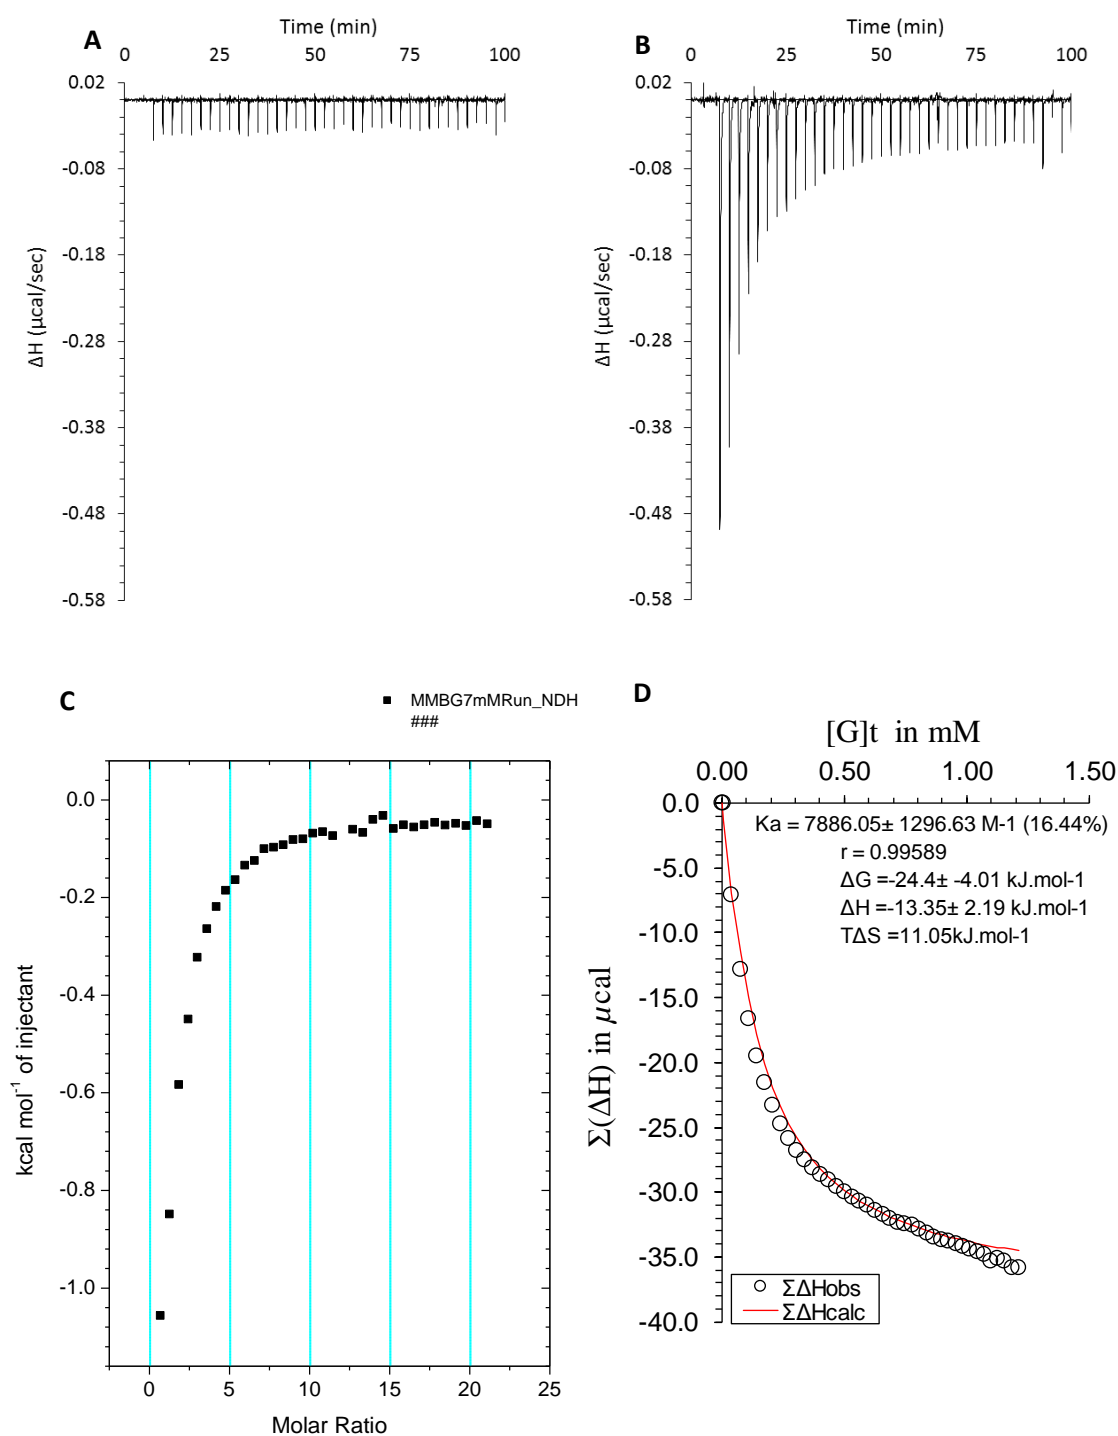 A
Time (min)
0 25 50 75 100
0.02
-0.08
-0.18
-0.28
-0.38
-0.48
-0.58
ΔH (µcal/sec)
B
Time (min)
0 25 50 75 100
0.02
-0.08
-0.18
-0.28
-0.38
-0.48
-0.58
ΔH (µcal/sec)
C
MMBG7mMRun_NDH
###
0.0
-0.2
-0.4
-0.6
-0.8
-1.0
kcal mol⁻¹ of injectant
0 5 10 15 20 25
Molar Ratio
D
[G]t in mM
0.00 0.50 1.00 1.50
0.0
-5.0
-10.0
-15.0
-20.0
-25.0
-30.0
-35.0
-40.0
Σ(ΔH) in µcal
Ka = 7886.05± 1296.63 M-1 (16.44%)
r = 0.99589
ΔG =-24.4± -4.01 kJ.mol-1
ΔH =-13.35± 2.19 kJ.mol-1
TΔS =11.05kJ.mol-1
ΣΔHobs
ΣΔHcalc